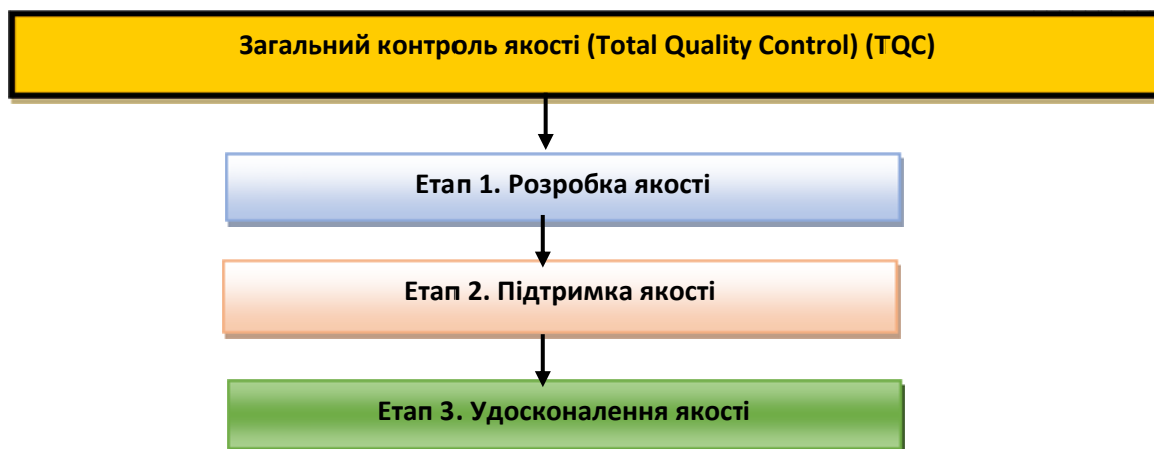 Загальний контроль якості (Total Quality Control) (TQC)
Етап 1. Розробка якості
Етап 2. Підтримка якості
Етап 3. Удосконалення якості